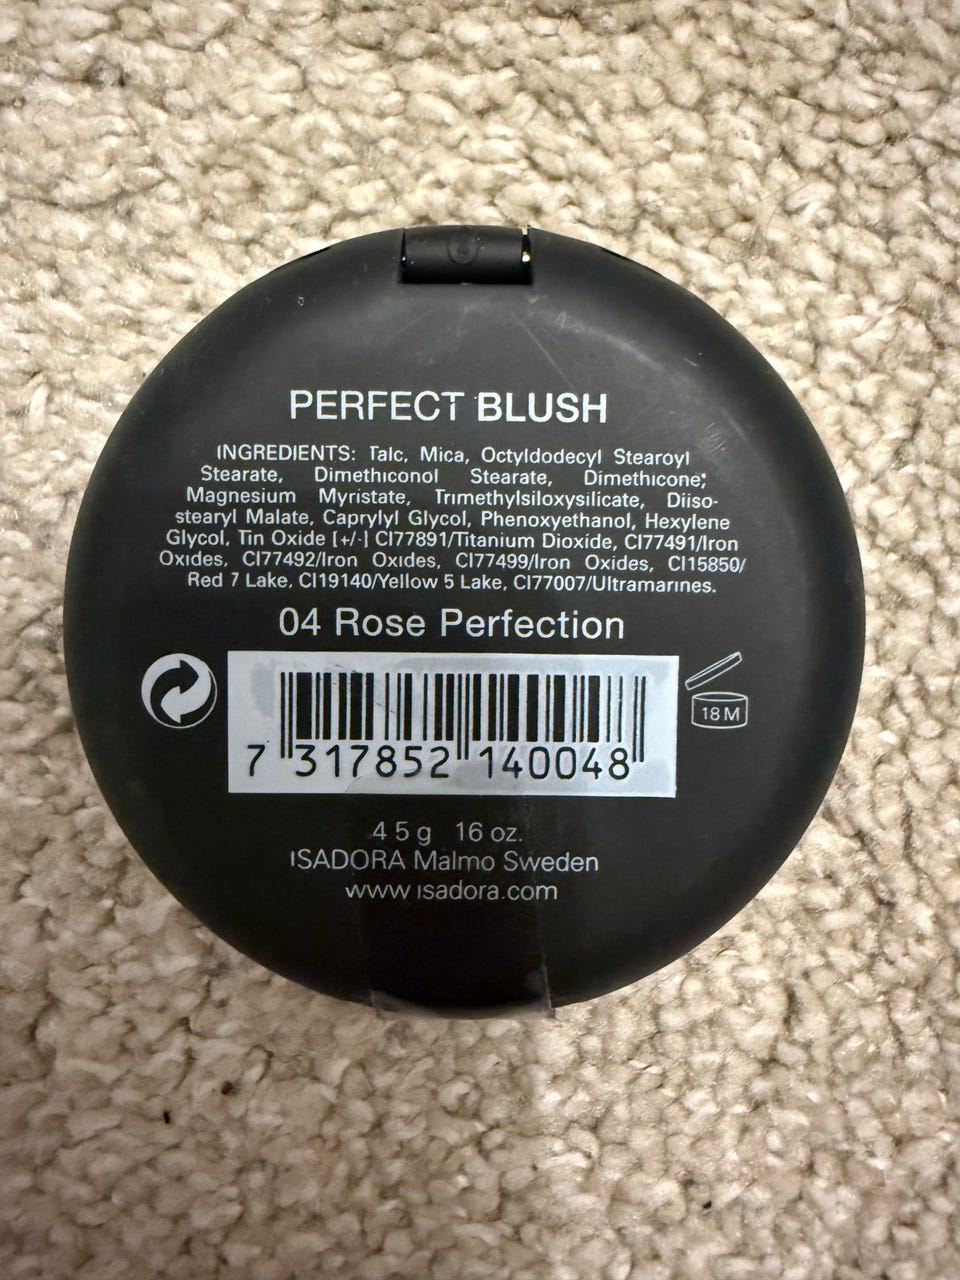 PERFECT BLUSH
INGREDIENTS: Talc, Mica, Octyldodecyl Stearoyl
Stearate, Dimethiconol Stearate, Dimethicone,
Magnesium Myristate, Trimethylsiloxysilicate, Diiso-
stearyl Malate, Caprylyl Glycol, Phenoxyethanol, Hexylene
Glycol, Tin Oxide [+/-] CI77891/Titanium Dioxide, CI77491/Iron
Oxides, CI77492/Iron Oxides, CI77499/Iron Oxides, CI15850/
Red 7 Lake, CI19140/Yellow 5 Lake, CI77007/Ultramarines.
04 Rose Perfection
18 M
7 317852 140048
4 5 g 16 oz.
ISADORA Malmo Sweden
www isadora.com